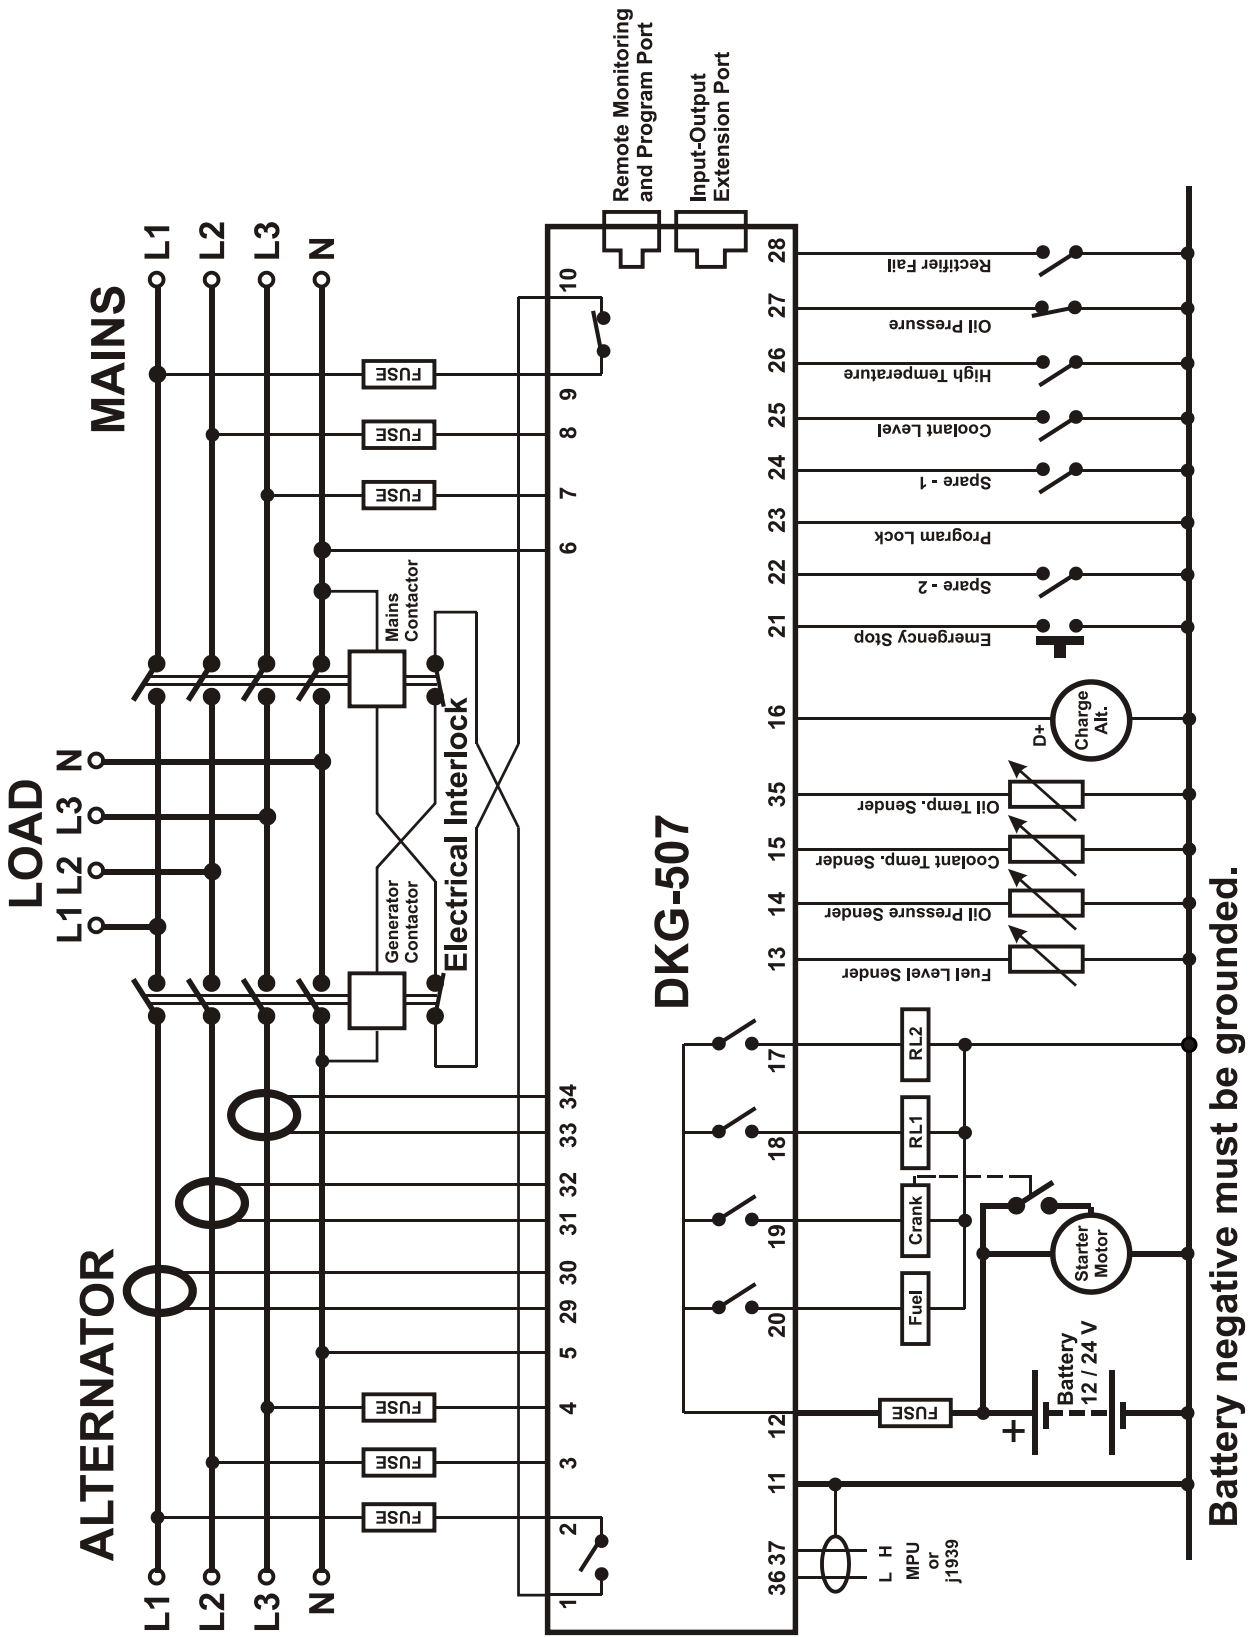 ALTERNATOR
LOAD
MAINS
L1
L2
L3
N
L1
L2
L3
N
L1
L2
L3
N
Generator
Contactor
Mains
Contactor
Electrical Interlock
FUSE
FUSE
FUSE
FUSE
FUSE
FUSE
1
2
3
4
5
29
30
31
32
33
34
6
7
8
9
10
DKG-507
Remote Monitoring
and Program Port
Input-Output
Extension Port
36
37
11
12
20
19
18
17
13
14
15
35
16
21
22
23
24
25
26
27
28
L H
MPU
or
j1939
FUSE
Fuel
Crank
RL1
RL2
+
Battery
12 / 24 V
Starter
Motor
Fuel Level Sender
Oil Pressure Sender
Coolant Temp. Sender
Oil Temp. Sender
D+
Charge
Alt.
Emergency Stop
Spare - 2
Program Lock
Spare - 1
Coolant Level
High Temperature
Oil Pressure
Rectifier Fail
Battery negative must be grounded.